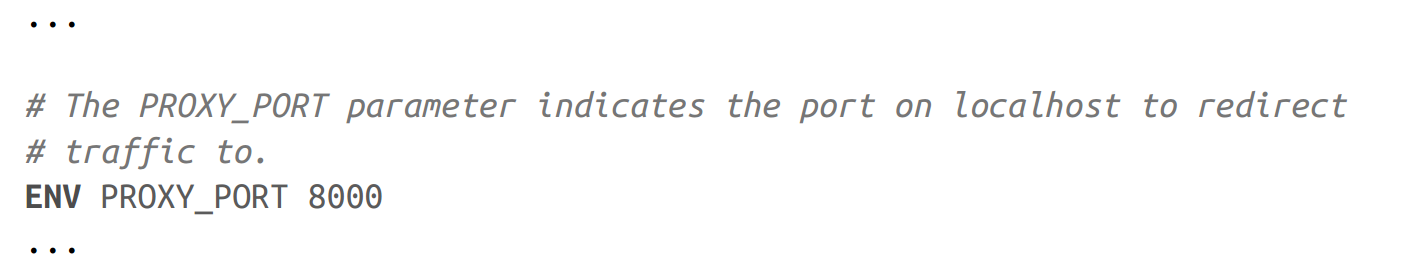 ...
# The PROXY_PORT parameter indicates the port on localhost to redirect
# traffic to.
ENV PROXY_PORT 8000
...